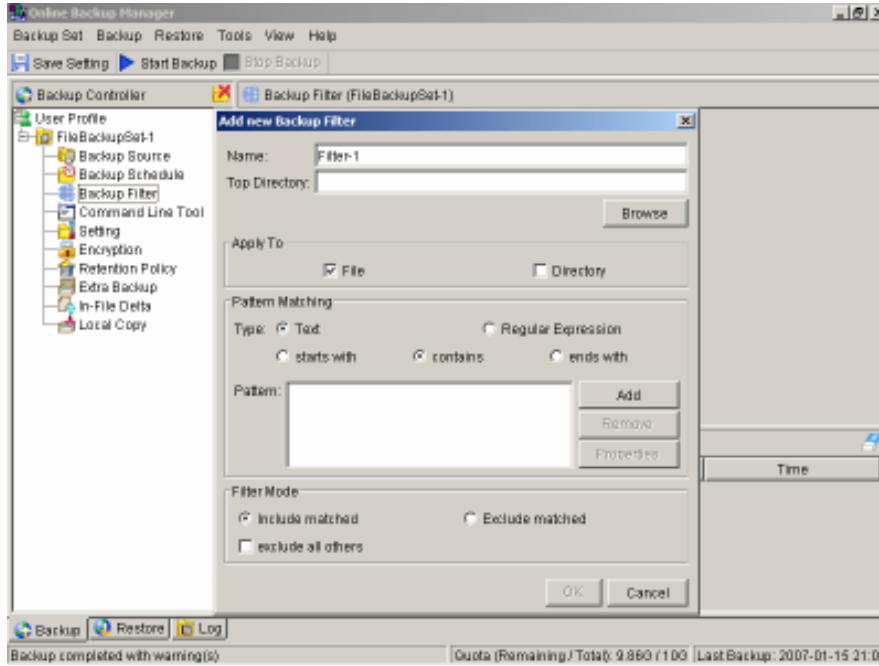 Online Backup Manager
Backup Set Backup Restore Tools View Help
Save Setting Start Backup Stop Backup
Backup Controller
Backup Filter (FileBackupSet-1)
User Profile
FileBackupSet-1
Backup Source
Backup Schedule
Backup Filter
Command Line Tool
Setting
Encryption
Retention Policy
Extra Backup
In-File Delta
Local Copy
Add new Backup Filter
Name: Filter-1
Top Directory:
Browse
Apply To
File Directory
Pattern Matching
Type: Text Regular Expression
starts with contains ends with
Pattern:
Add
Remove
Properties
Filter Mode
Include matched Exclude matched
exclude all others
OK Cancel
Time
Backup Restore Log
Backup completed with warning(s)
Quota (Remaining / Total): 9.86G / 10G
Last Backup: 2007-01-15 21:0